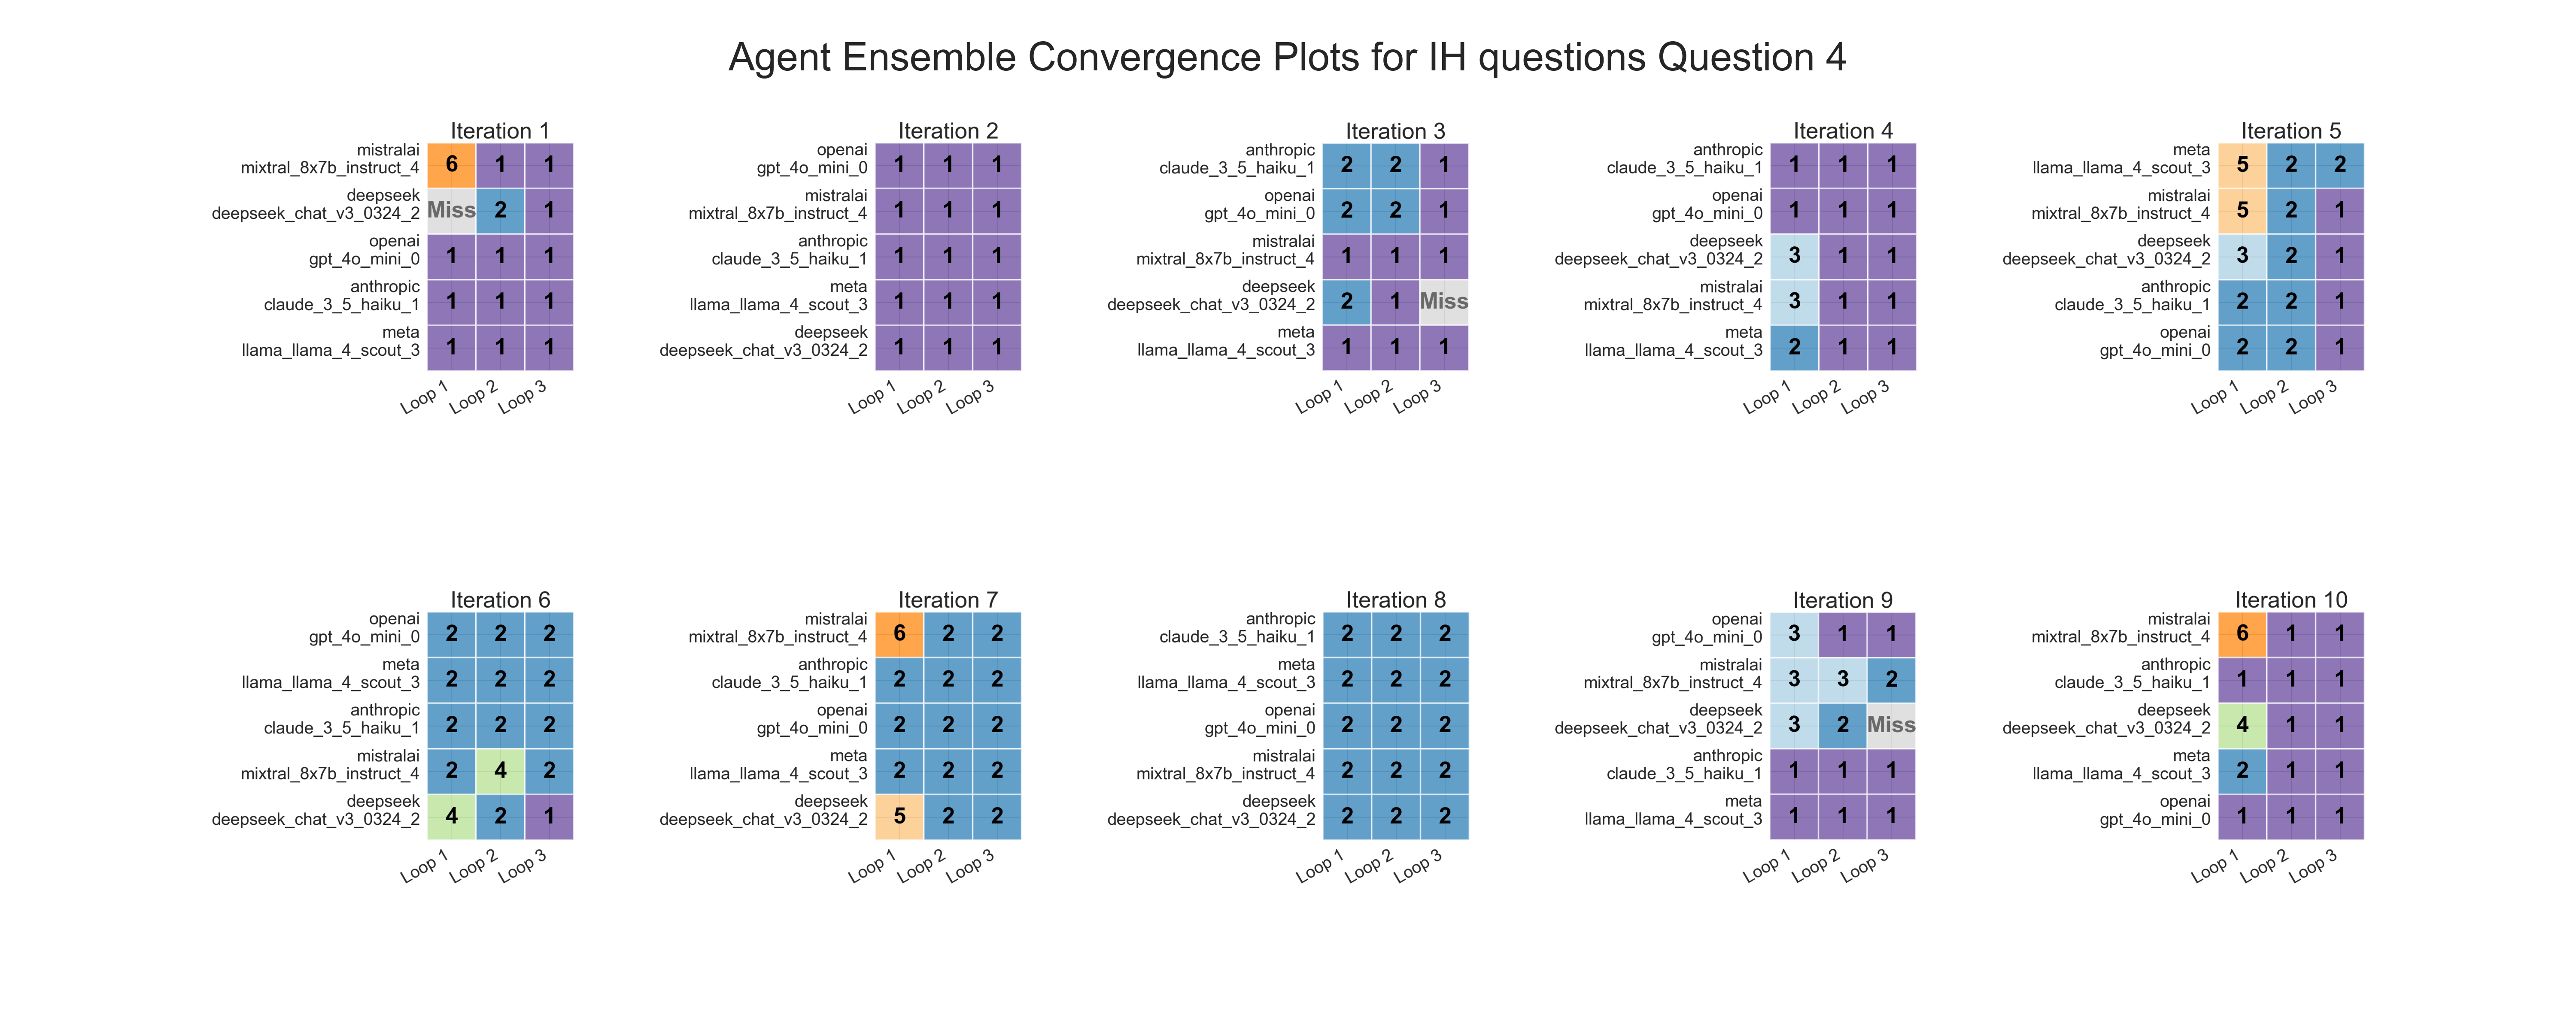 Agent Ensemble Convergence Plots for IH questions Question 4
Iteration 1
mistralai
mixtral_8x7b_instruct_4 6 1 1
deepseek
deepseek_chat_v3_0324_2 Miss 2 1
openai
gpt_4o_mini_0 1 1 1
anthropic
claude_3_5_haiku_1 1 1 1
meta
llama_llama_4_scout_3 1 1 1
Loop 1 Loop 2 Loop 3
Iteration 2
openai
gpt_4o_mini_0 1 1 1
mistralai
mixtral_8x7b_instruct_4 1 1 1
anthropic
claude_3_5_haiku_1 1 1 1
meta
llama_llama_4_scout_3 1 1 1
deepseek
deepseek_chat_v3_0324_2 1 1 1
Loop 1 Loop 2 Loop 3
Iteration 3
anthropic
claude_3_5_haiku_1 2 2 1
openai
gpt_4o_mini_0 2 2 1
mistralai
mixtral_8x7b_instruct_4 1 1 1
deepseek
deepseek_chat_v3_0324_2 2 1 Miss
meta
llama_llama_4_scout_3 1 1 1
Loop 1 Loop 2 Loop 3
Iteration 4
anthropic
claude_3_5_haiku_1 1 1 1
openai
gpt_4o_mini_0 1 1 1
deepseek
deepseek_chat_v3_0324_2 3 1 1
mistralai
mixtral_8x7b_instruct_4 3 1 1
meta
llama_llama_4_scout_3 2 1 1
Loop 1 Loop 2 Loop 3
Iteration 5
meta
llama_llama_4_scout_3 5 2 2
mistralai
mixtral_8x7b_instruct_4 5 2 1
deepseek
deepseek_chat_v3_0324_2 3 2 1
anthropic
claude_3_5_haiku_1 2 2 1
openai
gpt_4o_mini_0 2 2 1
Loop 1 Loop 2 Loop 3
Iteration 6
openai
gpt_4o_mini_0 2 2 2
meta
llama_llama_4_scout_3 2 2 2
anthropic
claude_3_5_haiku_1 2 2 2
mistralai
mixtral_8x7b_instruct_4 2 4 2
deepseek
deepseek_chat_v3_0324_2 4 2 1
Loop 1 Loop 2 Loop 3
Iteration 7
mistralai
mixtral_8x7b_instruct_4 6 2 2
anthropic
claude_3_5_haiku_1 2 2 2
openai
gpt_4o_mini_0 2 2 2
meta
llama_llama_4_scout_3 2 2 2
deepseek
deepseek_chat_v3_0324_2 5 2 2
Loop 1 Loop 2 Loop 3
Iteration 8
anthropic
claude_3_5_haiku_1 2 2 2
meta
llama_llama_4_scout_3 2 2 2
openai
gpt_4o_mini_0 2 2 2
mistralai
mixtral_8x7b_instruct_4 2 2 2
deepseek
deepseek_chat_v3_0324_2 2 2 2
Loop 1 Loop 2 Loop 3
Iteration 9
openai
gpt_4o_mini_0 3 1 1
mistralai
mixtral_8x7b_instruct_4 3 3 2
deepseek
deepseek_chat_v3_0324_2 3 2 Miss
anthropic
claude_3_5_haiku_1 1 1 1
meta
llama_llama_4_scout_3 1 1 1
Loop 1 Loop 2 Loop 3
Iteration 10
mistralai
mixtral_8x7b_instruct_4 6 1 1
anthropic
claude_3_5_haiku_1 1 1 1
deepseek
deepseek_chat_v3_0324_2 4 1 1
meta
llama_llama_4_scout_3 2 1 1
openai
gpt_4o_mini_0 1 1 1
Loop 1 Loop 2 Loop 3